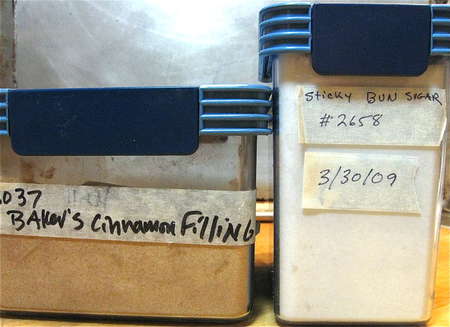 037
BAKer's Cinnamon FilliNG
Sticky BUN SUGAR
#2658
3/30/09